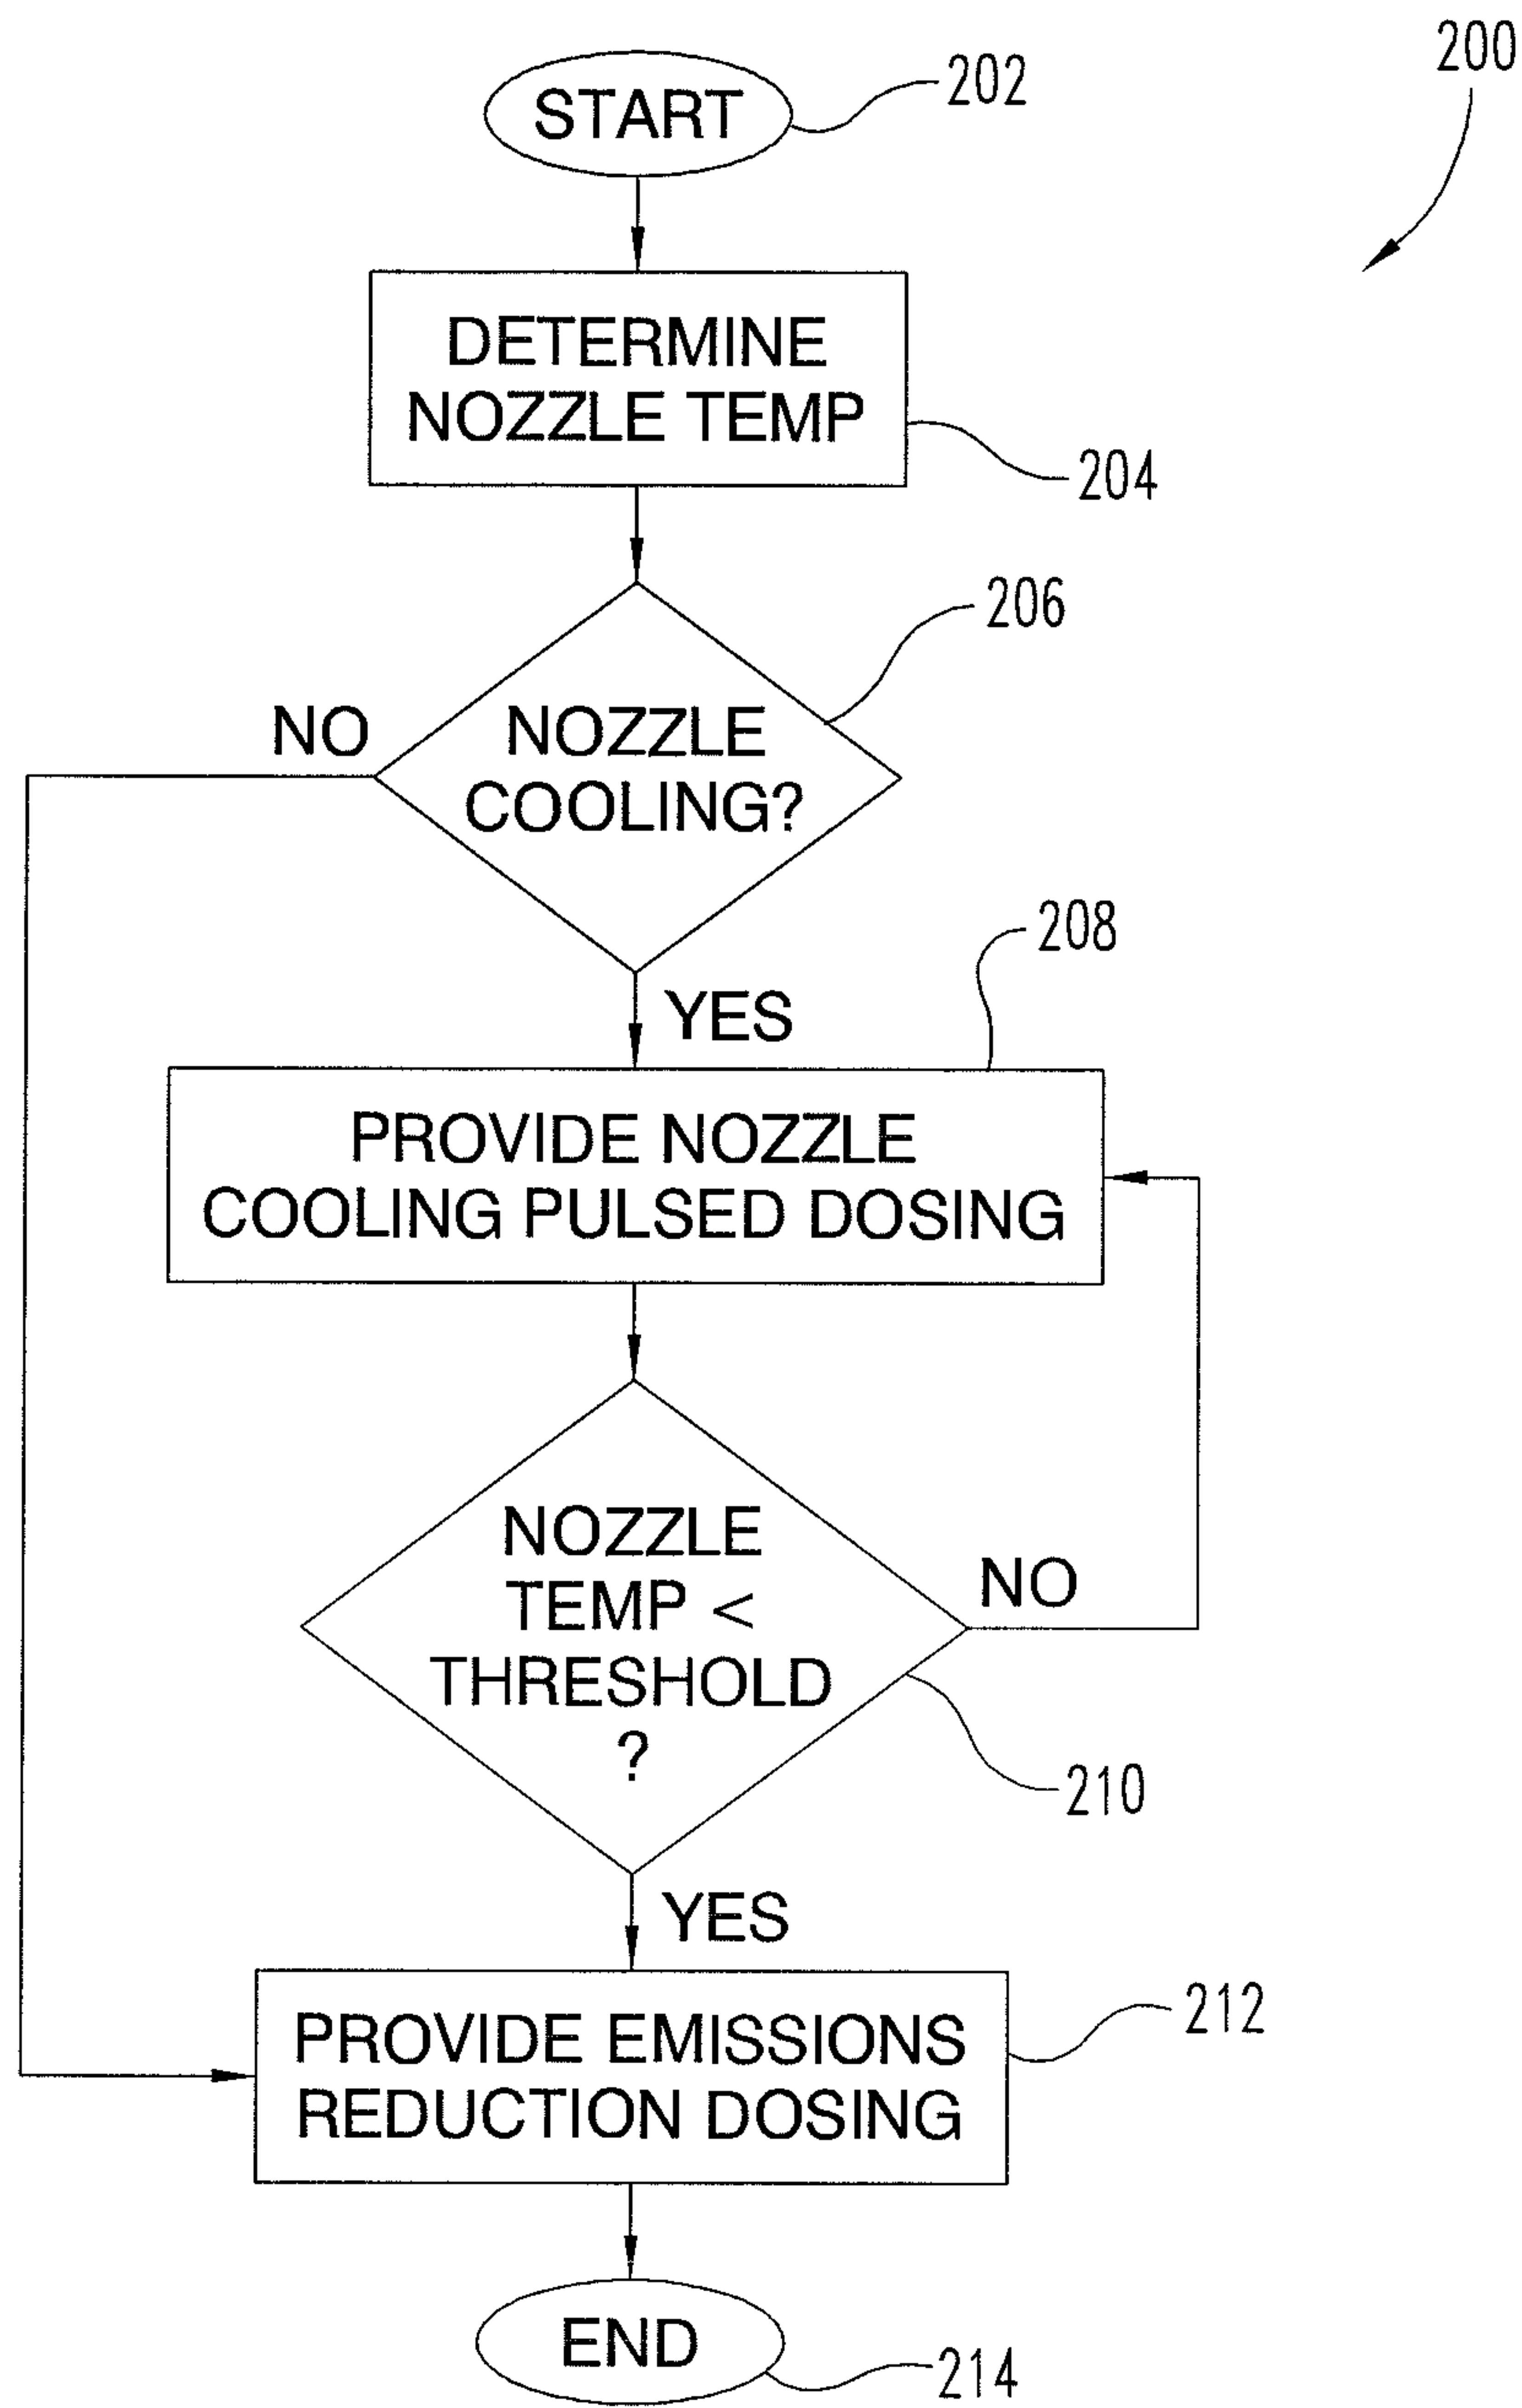 200
START
202
DETERMINE
NOZZLE TEMP
204
206
NO
NOZZLE
COOLING?
YES
208
PROVIDE NOZZLE
COOLING PULSED DOSING
NOZZLE
TEMP <
THRESHOLD
?
NO
210
YES
PROVIDE EMISSIONS
REDUCTION DOSING
212
END
214